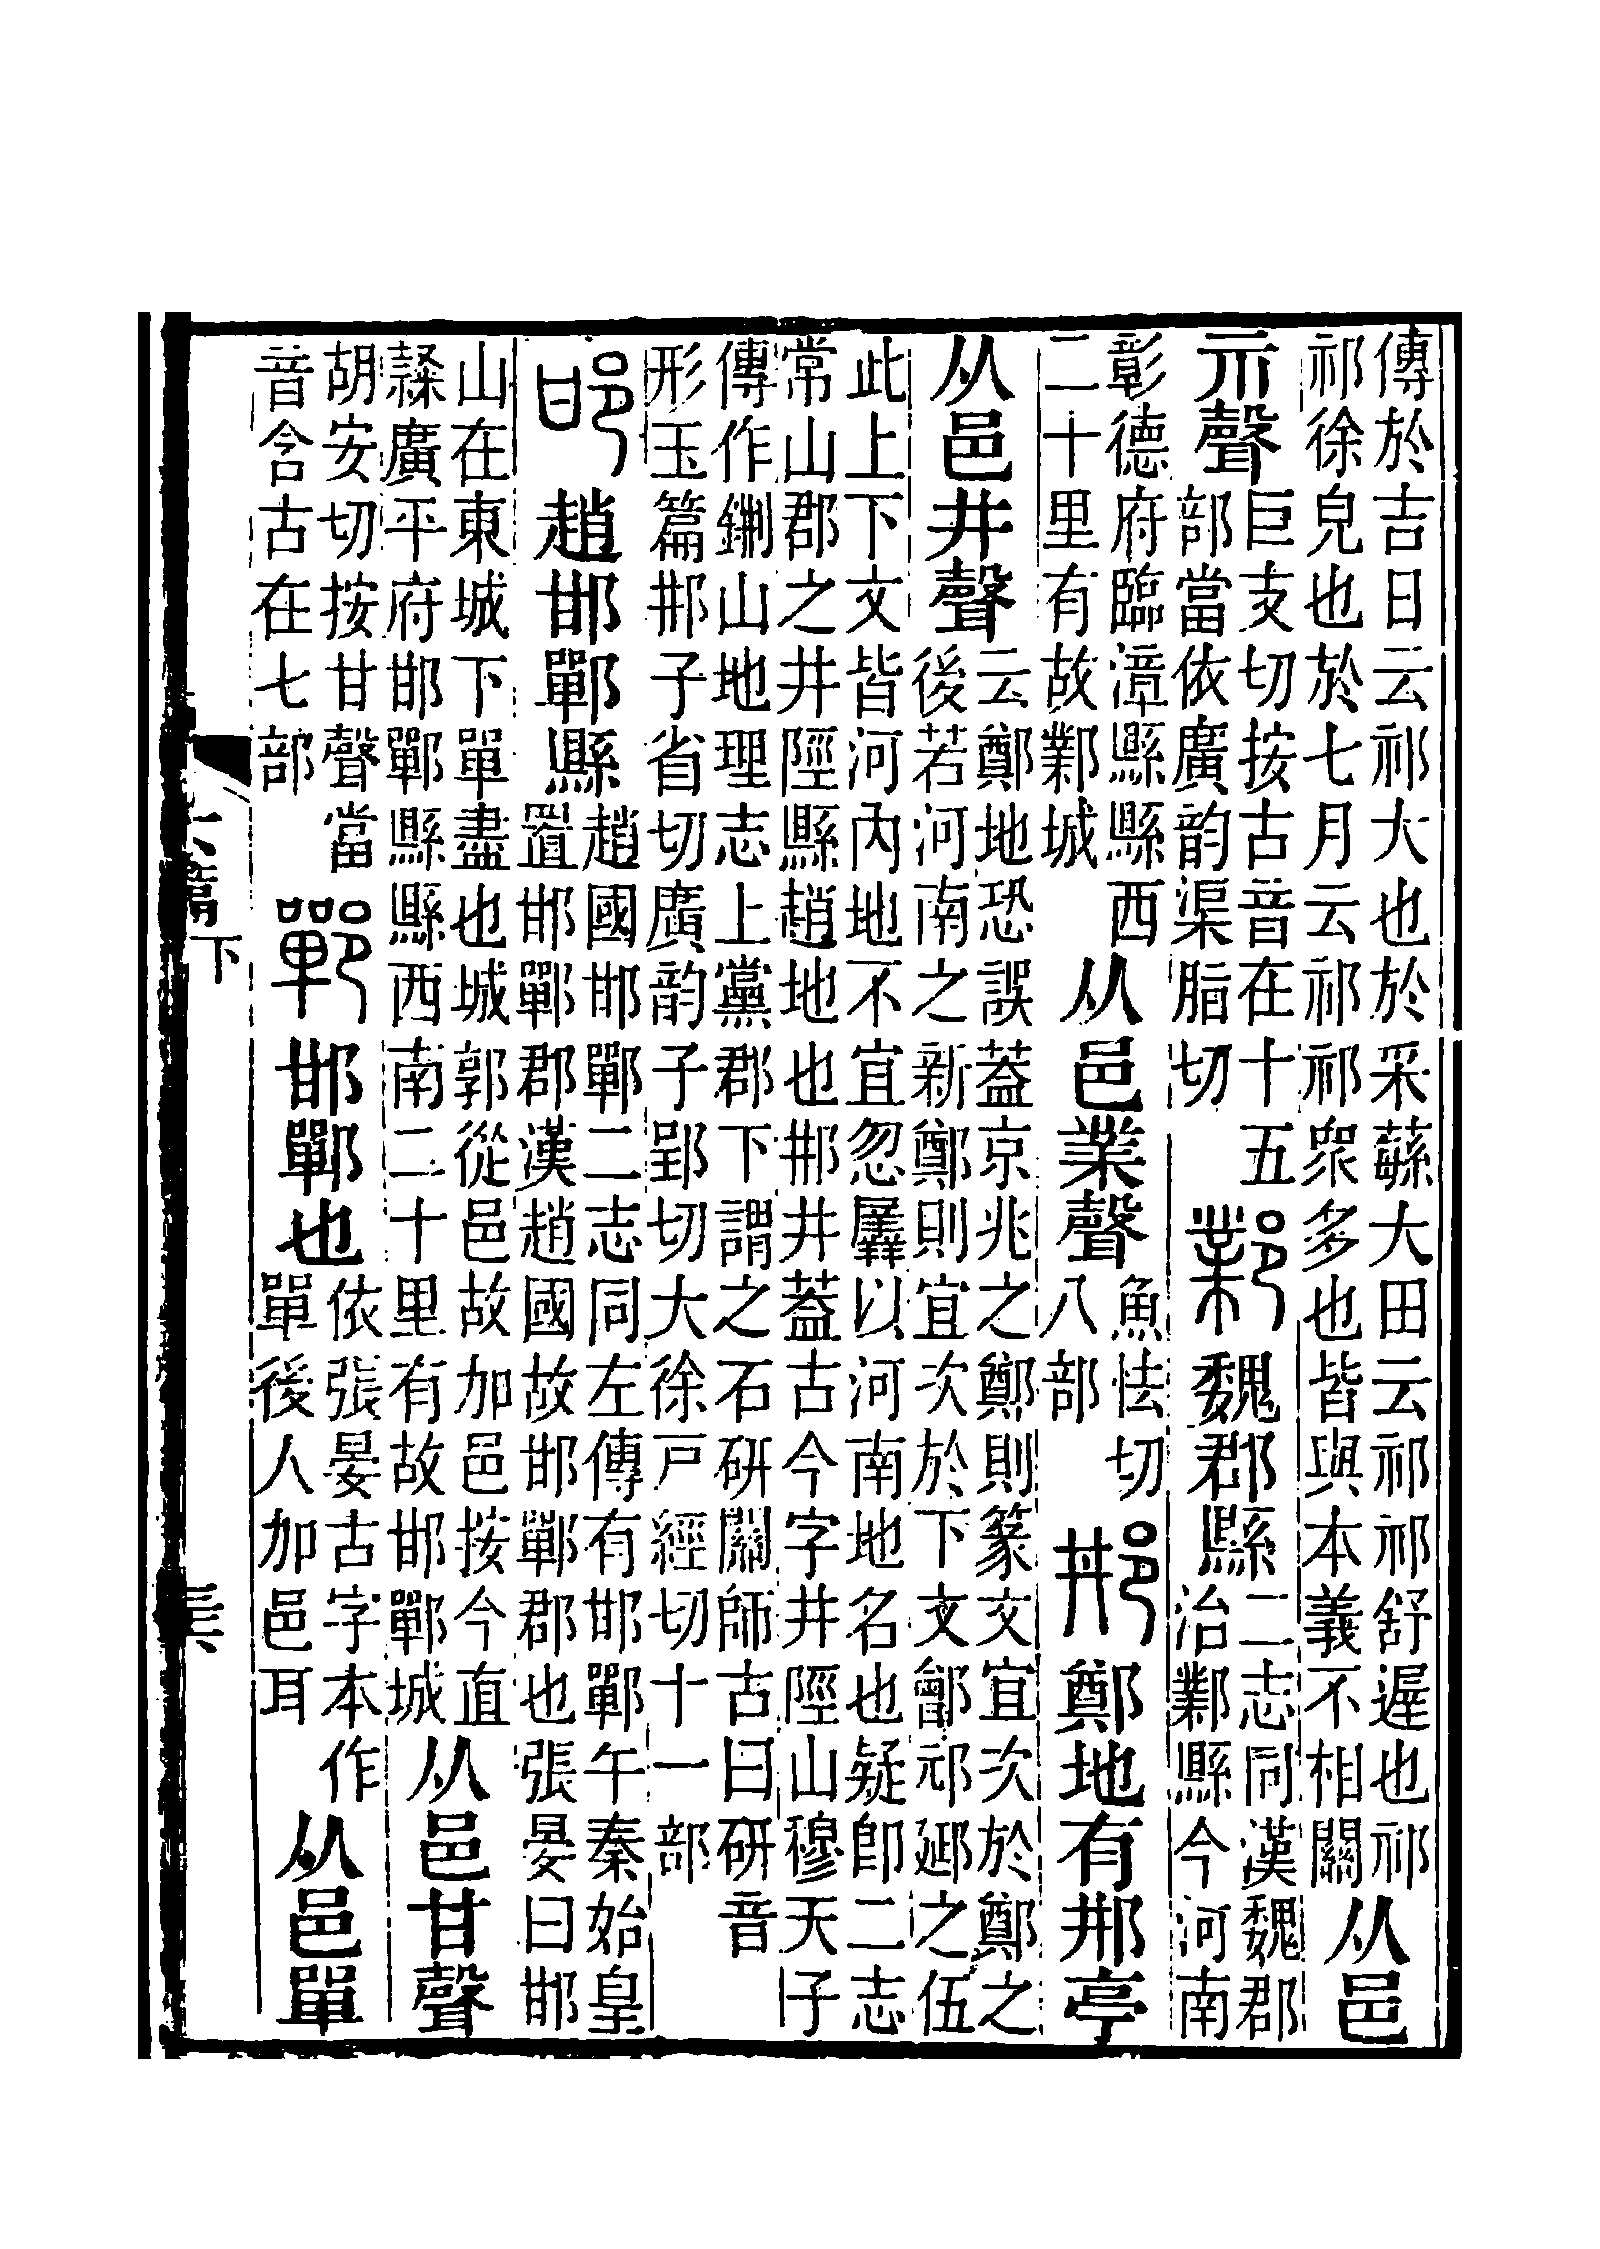 傳於吉日云祁大也於采蘩大田云祁祁舒遟也祁
祁徐皃也於七月云祁祁眾多也皆與本義不相關
从邑
示聲
巨支切按古音在十五
部當依廣韵渠脂切
鄴
魏郡縣
二志同漢魏郡
治鄴縣今河南
彰德府臨漳縣縣西
二十里有故鄴城
从邑業聲
魚怯切
八部
邢
鄭地有邢亭
从邑井聲
云鄭地恐誤蓋京兆之鄭則篆文宜次於鄭之
後若河南之新鄭則宜次於下文鄶邧郔之伍
此上下文皆河內地不宜忽羼以河南地名也疑卽二志
常山郡之井陘縣趙地也邢井蓋古今字井陘山穆天子
傳作鉶山地理志上黨郡下謂之石研關師古曰研音
形玉篇邢子省切廣韵子郢切大徐戸經切十一部
邯
趙邯鄲縣
趙國邯鄲二志同左傳有邯鄲午秦始皇
置邯鄲郡漢趙國故邯鄲郡也張晏曰邯
山在東城下單盡也城郭從邑故加邑按今直
隸廣平府邯鄲縣縣西南二十里有故邯鄲城
从邑甘聲
胡安切按甘聲當
音含古在七部
鄲
邯鄲也
依張晏古字本作
單後人加邑耳
从邑單
六篇下